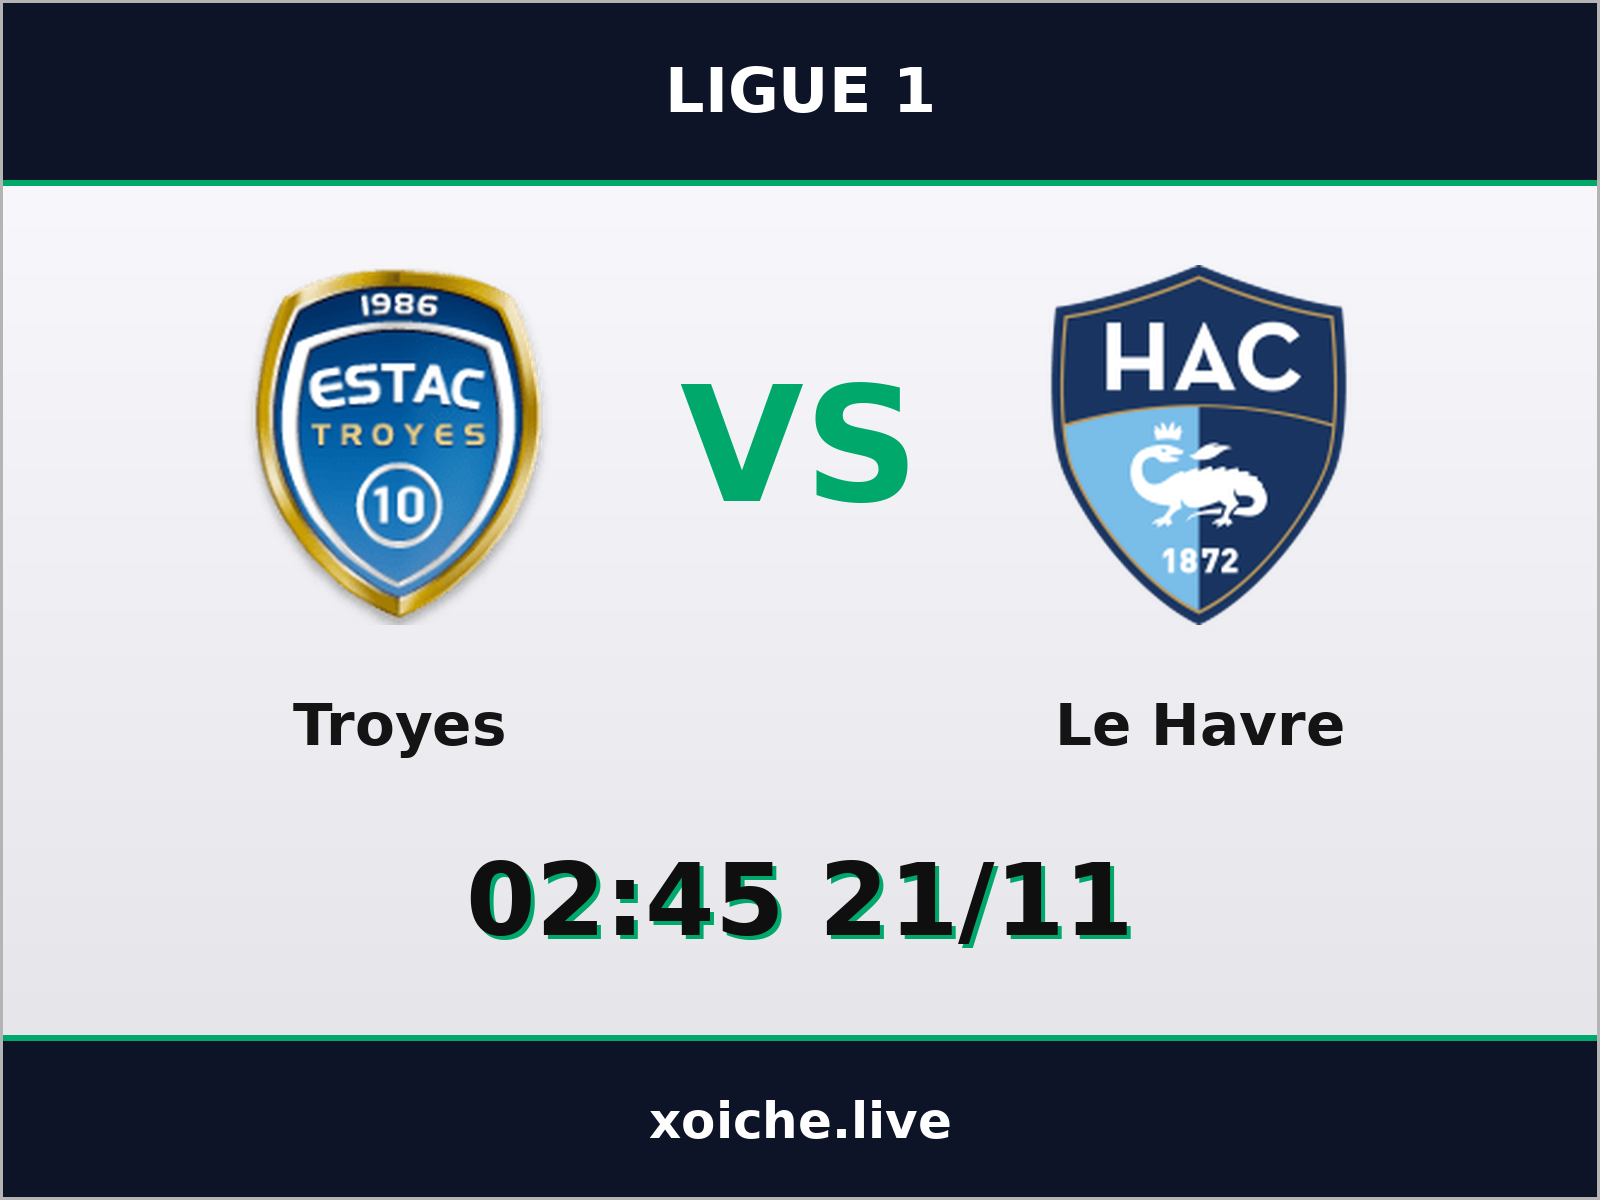 LIGUE 1
1986
ESTAC
TROYES
10
VS
HAC
1872
Troyes
Le Havre
02:45 21/11
xoiche.live